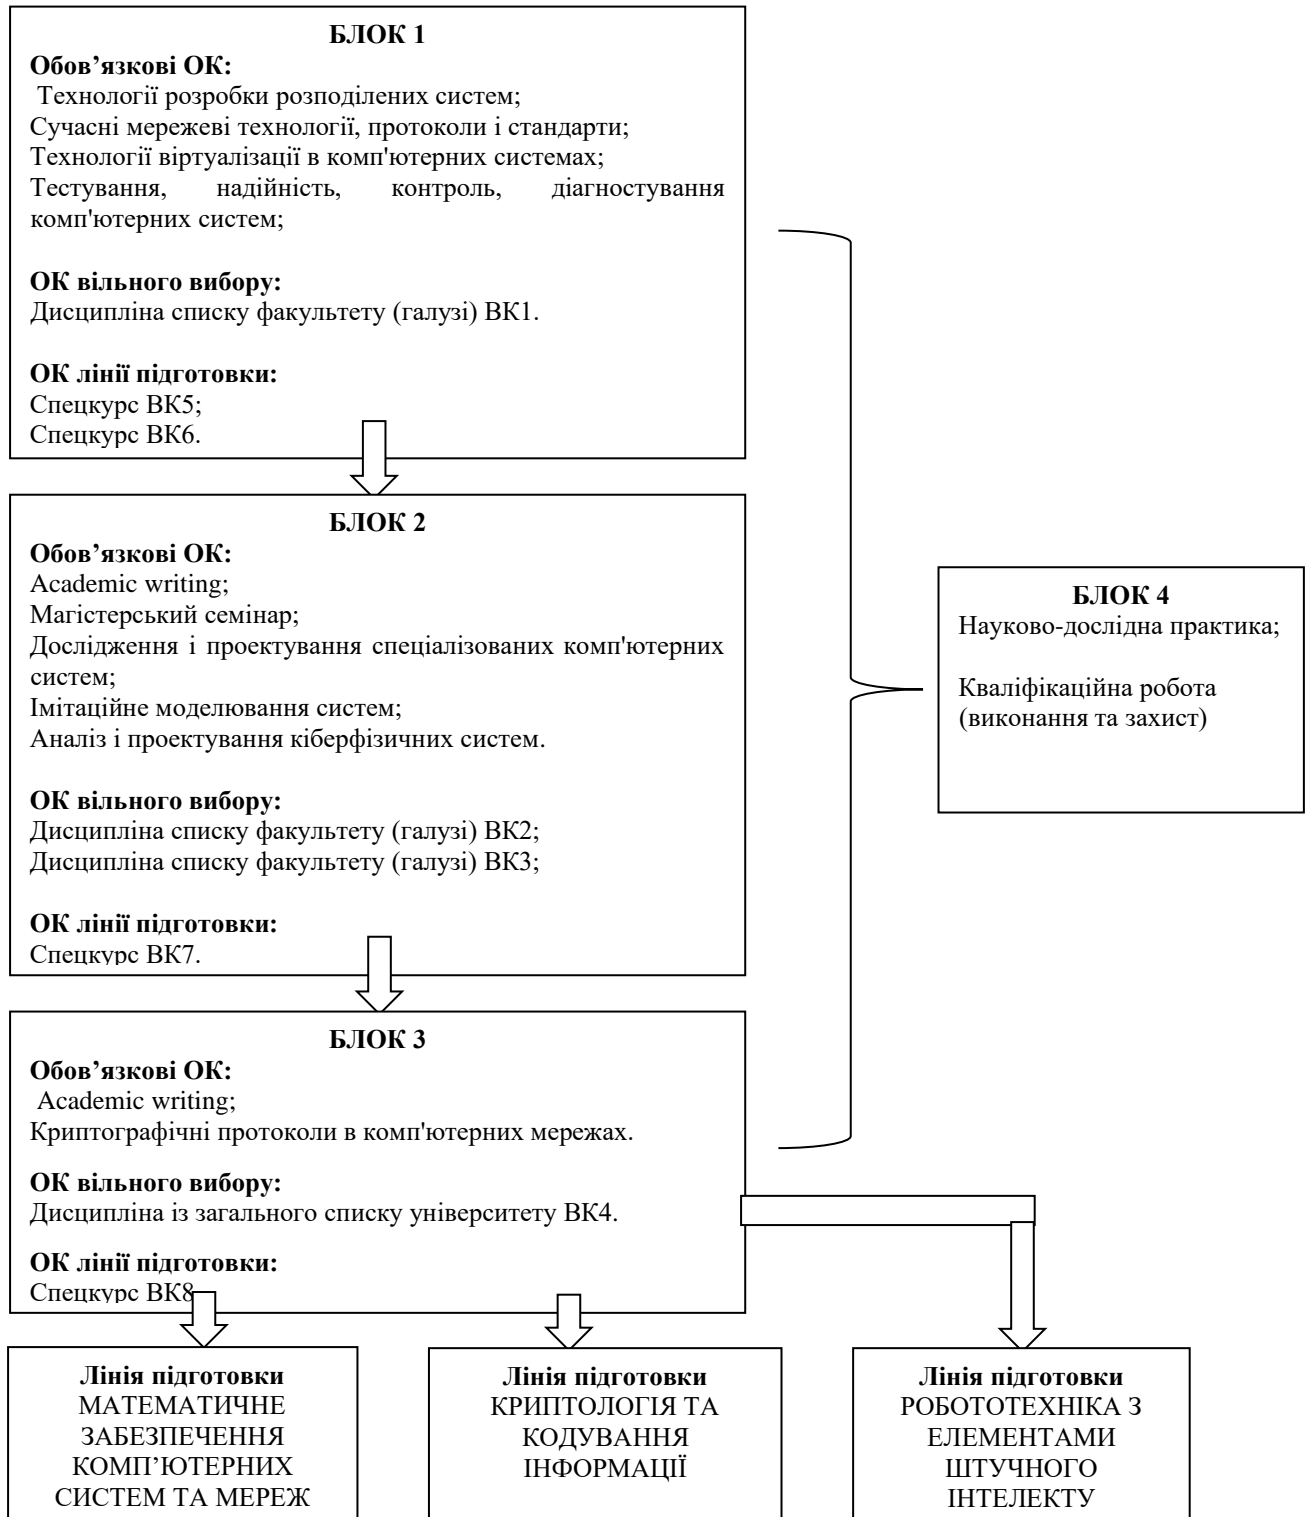 БЛОК 1
Обов’язкові ОК:
Технології розробки розподілених систем;
Сучасні мережеві технології, протоколи і стандарти;
Технології віртуалізації в комп'ютерних системах;
Тестування, надійність, контроль, діагностування
комп'ютерних систем;
ОК вільного вибору:
Дисципліна списку факультету (галузі) ВК1.
ОК лінії підготовки:
Спецкурс ВК5;
Спецкурс ВК6.
БЛОК 2
Обов’язкові ОК:
Academic writing;
Магістерський семінар;
Дослідження і проектування спеціалізованих комп'ютерних
систем;
Імітаційне моделювання систем;
Аналіз і проектування кіберфізичних систем.
ОК вільного вибору:
Дисципліна списку факультету (галузі) ВК2;
Дисципліна списку факультету (галузі) ВК3;
ОК лінії підготовки:
Спецкурс ВК7.
БЛОК 3
Обов’язкові ОК:
Academic writing;
Криптографічні протоколи в комп'ютерних мережах.
ОК вільного вибору:
Дисципліна із загального списку університету ВК4.
ОК лінії підготовки:
Спецкурс ВК8
БЛОК 4
Науково-дослідна практика;
Кваліфікаційна робота
(виконання та захист)
Лінія підготовки
МАТЕМАТИЧНЕ
ЗАБЕЗПЕЧЕННЯ
КОМП’ЮТЕРНИХ
СИСТЕМ ТА МЕРЕЖ
Лінія підготовки
КРИПТОЛОГІЯ ТА
КОДУВАННЯ
ІНФОРМАЦІЇ
Лінія підготовки
РОБОТОТЕХНІКА З
ЕЛЕМЕНТАМИ
ШТУЧНОГО
ІНТЕЛЕКТУ